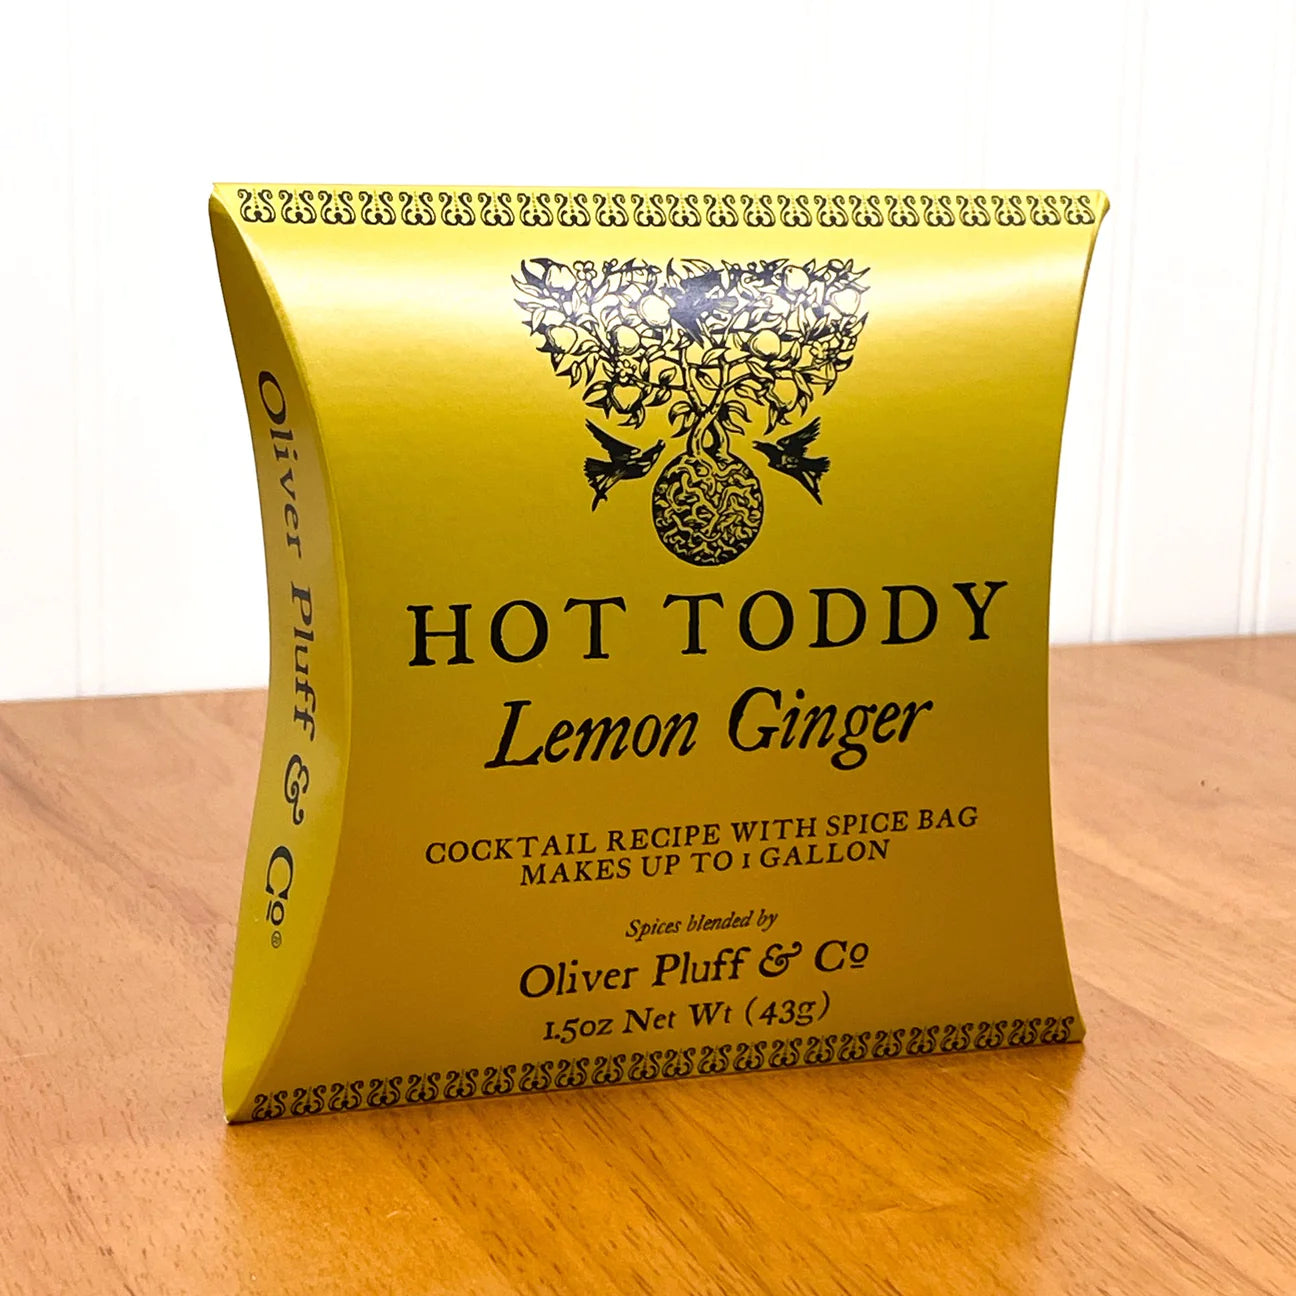 HOT TODDY
Lemon Ginger
COCKTAIL RECIPE WITH SPICE BAG
MAKES UP TO 1 GALLON
Spices blended by
Oliver Pluff & Co
1.5oz Net Wt (43g)
Oliver Pluff & Co®